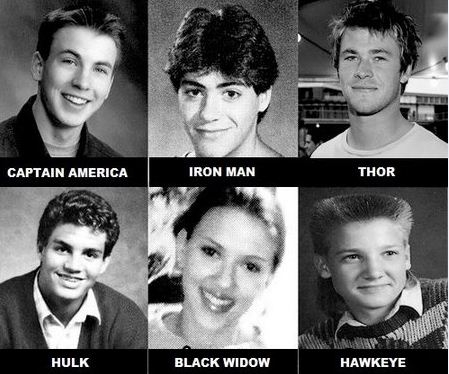 CAPTAIN AMERICA
IRON MAN
THOR
HULK
BLACK WIDOW
HAWKEYE